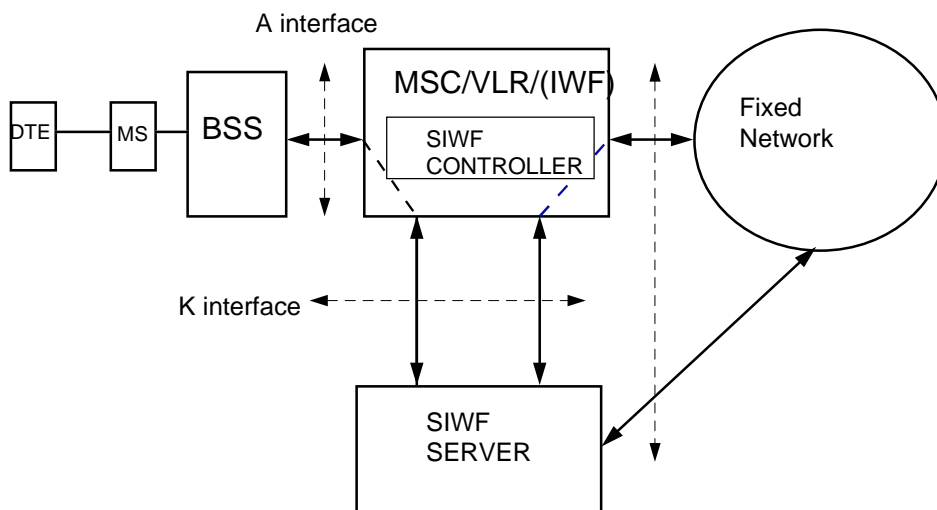 A interface
MSC/VLR/(IWF)
DTE
MS
BSS
SIWF
CONTROLLER
Fixed
Network
K interface
SIWF
SERVER